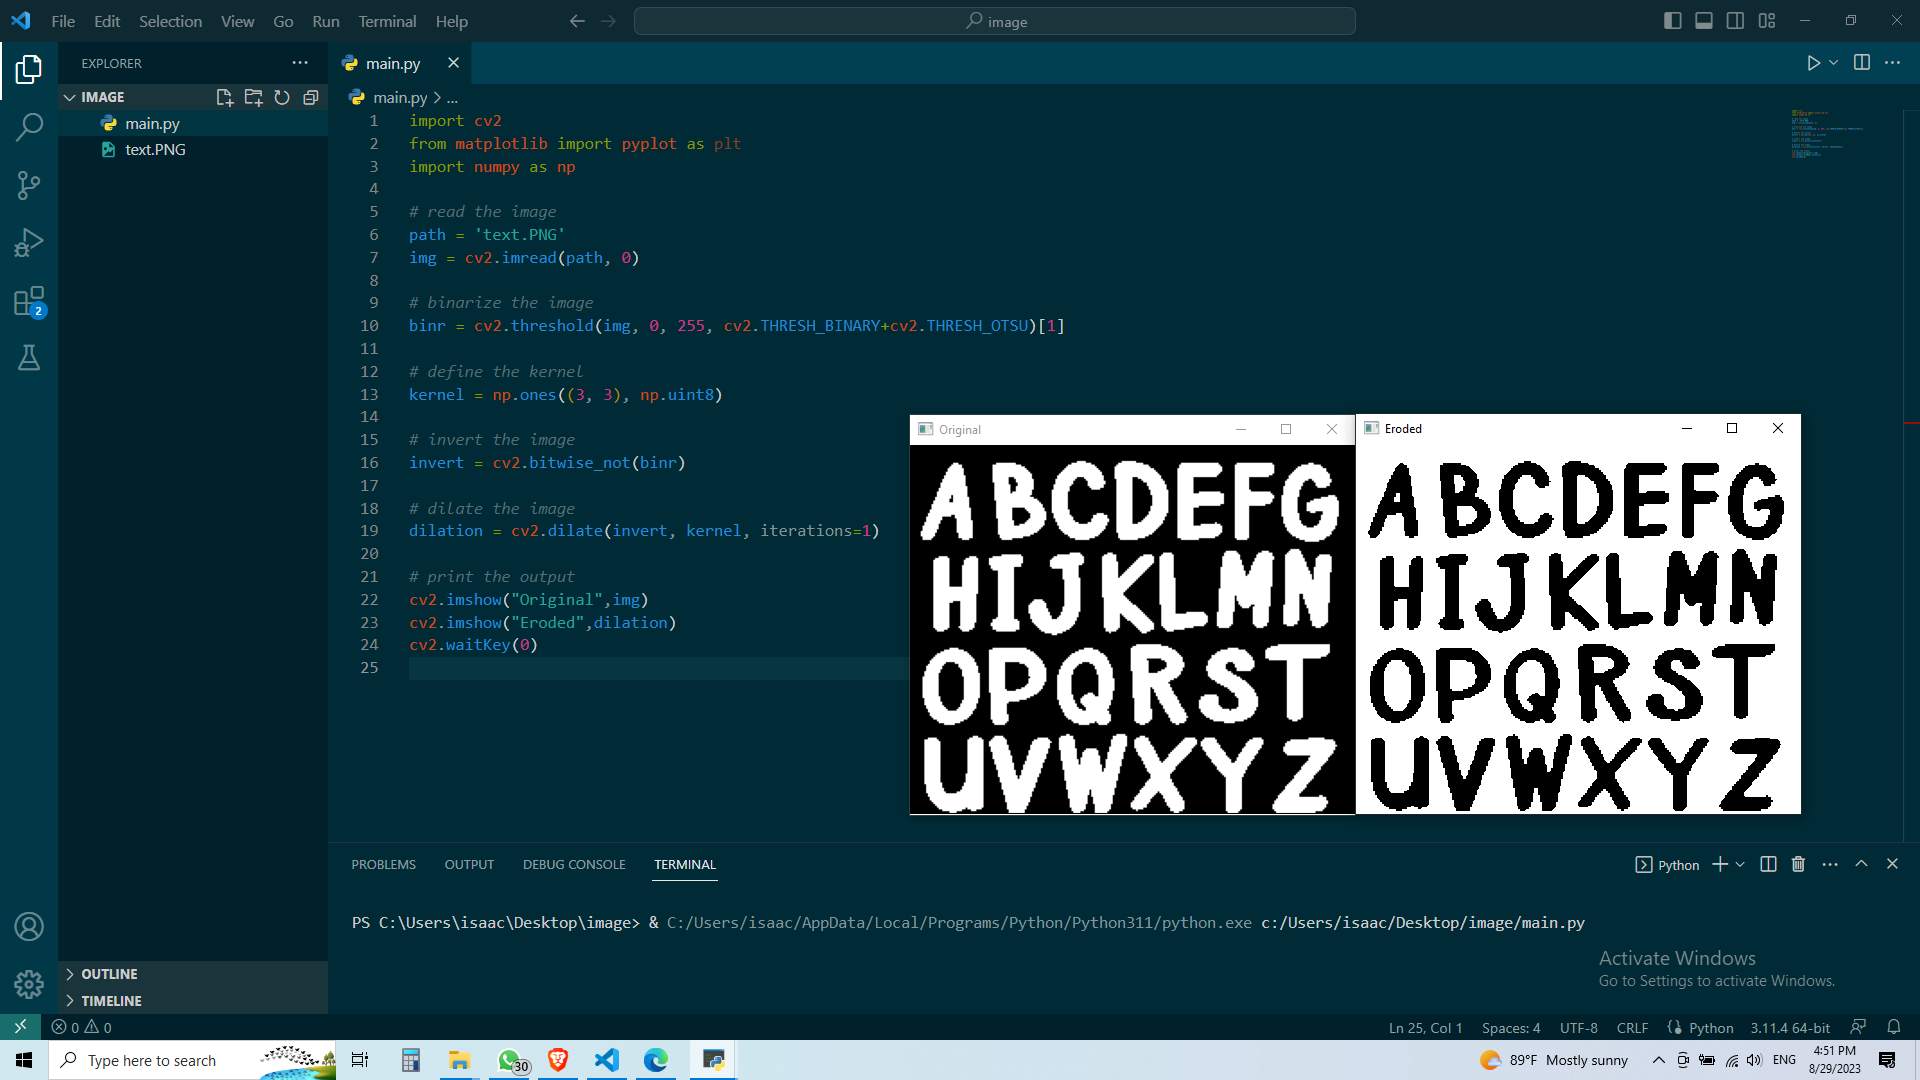 File Edit Selection View Go Run Terminal Help
image
EXPLORER
main.py
IMAGE
main.py
text.PNG
main.py > ...
1 import cv2
2 from matplotlib import pyplot as plt
3 import numpy as np
4
5 # read the image
6 path = 'text.PNG'
7 img = cv2.imread(path, 0)
8
9 # binarize the image
10 binr = cv2.threshold(img, 0, 255, cv2.THRESH_BINARY+cv2.THRESH_OTSU)[1]
11
12 # define the kernel
13 kernel = np.ones((3, 3), np.uint8)
14
15 # invert the image
16 invert = cv2.bitwise_not(binr)
17
18 # dilate the image
19 dilation = cv2.dilate(invert, kernel, iterations=1)
20
21 # print the output
22 cv2.imshow("Original",img)
23 cv2.imshow("Eroded",dilation)
24 cv2.waitKey(0)
25
2
Original
ABCDEFG
HIJKLMN
OPQRST
UVWXYZ
Eroded
ABCDEFG
HIJKLMN
OPQRST
UVWXYZ
PROBLEMS OUTPUT DEBUG CONSOLE TERMINAL
Python
PS C:\Users\isaac\Desktop\image> & C:/Users/isaac/AppData/Local/Programs/Python/Python311/python.exe c:/Users/isaac/Desktop/image/main.py
Activate Windows
Go to Settings to activate Windows.
OUTLINE
TIMELINE
0 0
Ln 25, Col 1 Spaces: 4 UTF-8 CRLF Python 3.11.4 64-bit
Type here to search
30
89°F Mostly sunny
ENG
4:51 PM
8/29/2023